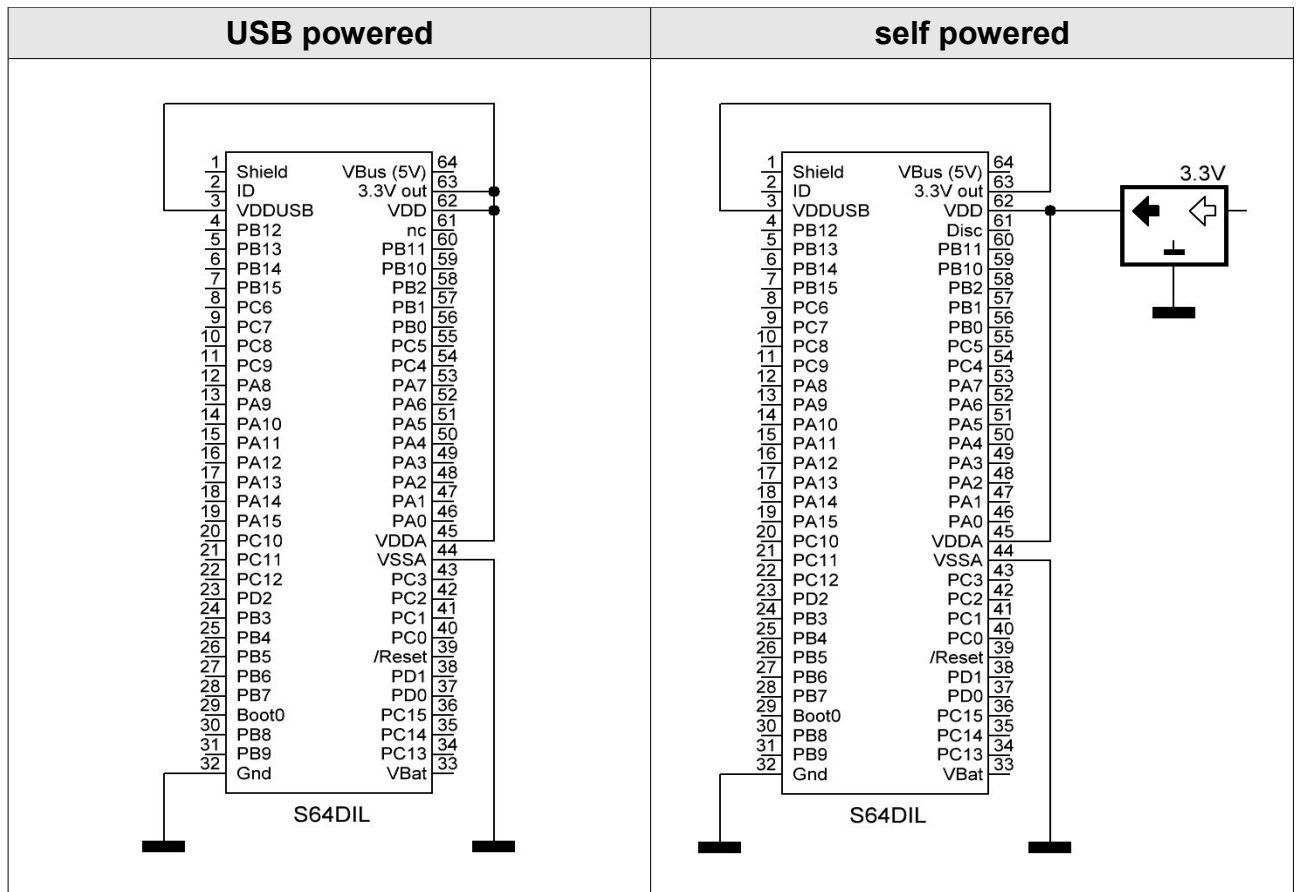 USB powered
self powered
1 Shield VBus (5V) 64
2 ID 3.3V out 63
3 VDDUSB VDD 62
4 PB12 nc 61
5 PB13 PB11 60
6 PB14 PB10 59
7 PB15 PB2 58
8 PC6 PB1 57
9 PC7 PB0 56
10 PC8 PC5 55
11 PC9 PC4 54
12 PA8 PA7 53
13 PA9 PA6 52
14 PA10 PA5 51
15 PA11 PA4 50
16 PA12 PA3 49
17 PA13 PA2 48
18 PA14 PA1 47
19 PA15 PA0 46
20 PC10 VDDA 45
21 PC11 VSSA 44
22 PC12 PC3 43
23 PD2 PC2 42
24 PB3 PC1 41
25 PB4 PC0 40
26 PB5 /Reset 39
27 PB6 PD1 38
28 PB7 PD0 37
29 Boot0 PC15 36
30 PB8 PC14 35
31 PB9 PC13 34
32 Gnd VBat 33
S64DIL
1 Shield VBus (5V) 64
2 ID 3.3V out 63
3 VDDUSB VDD 62
4 PB12 Disc 61
5 PB13 PB11 60
6 PB14 PB10 59
7 PB15 PB2 58
8 PC6 PB1 57
9 PC7 PB0 56
10 PC8 PC5 55
11 PC9 PC4 54
12 PA8 PA7 53
13 PA9 PA6 52
14 PA10 PA5 51
15 PA11 PA4 50
16 PA12 PA3 49
17 PA13 PA2 48
18 PA14 PA1 47
19 PA15 PA0 46
20 PC10 VDDA 45
21 PC11 VSSA 44
22 PC12 PC3 43
23 PD2 PC2 42
24 PB3 PC1 41
25 PB4 PC0 40
26 PB5 /Reset 39
27 PB6 PD1 38
28 PB7 PD0 37
29 Boot0 PC15 36
30 PB8 PC14 35
31 PB9 PC13 34
32 Gnd VBat 33
S64DIL
3.3V